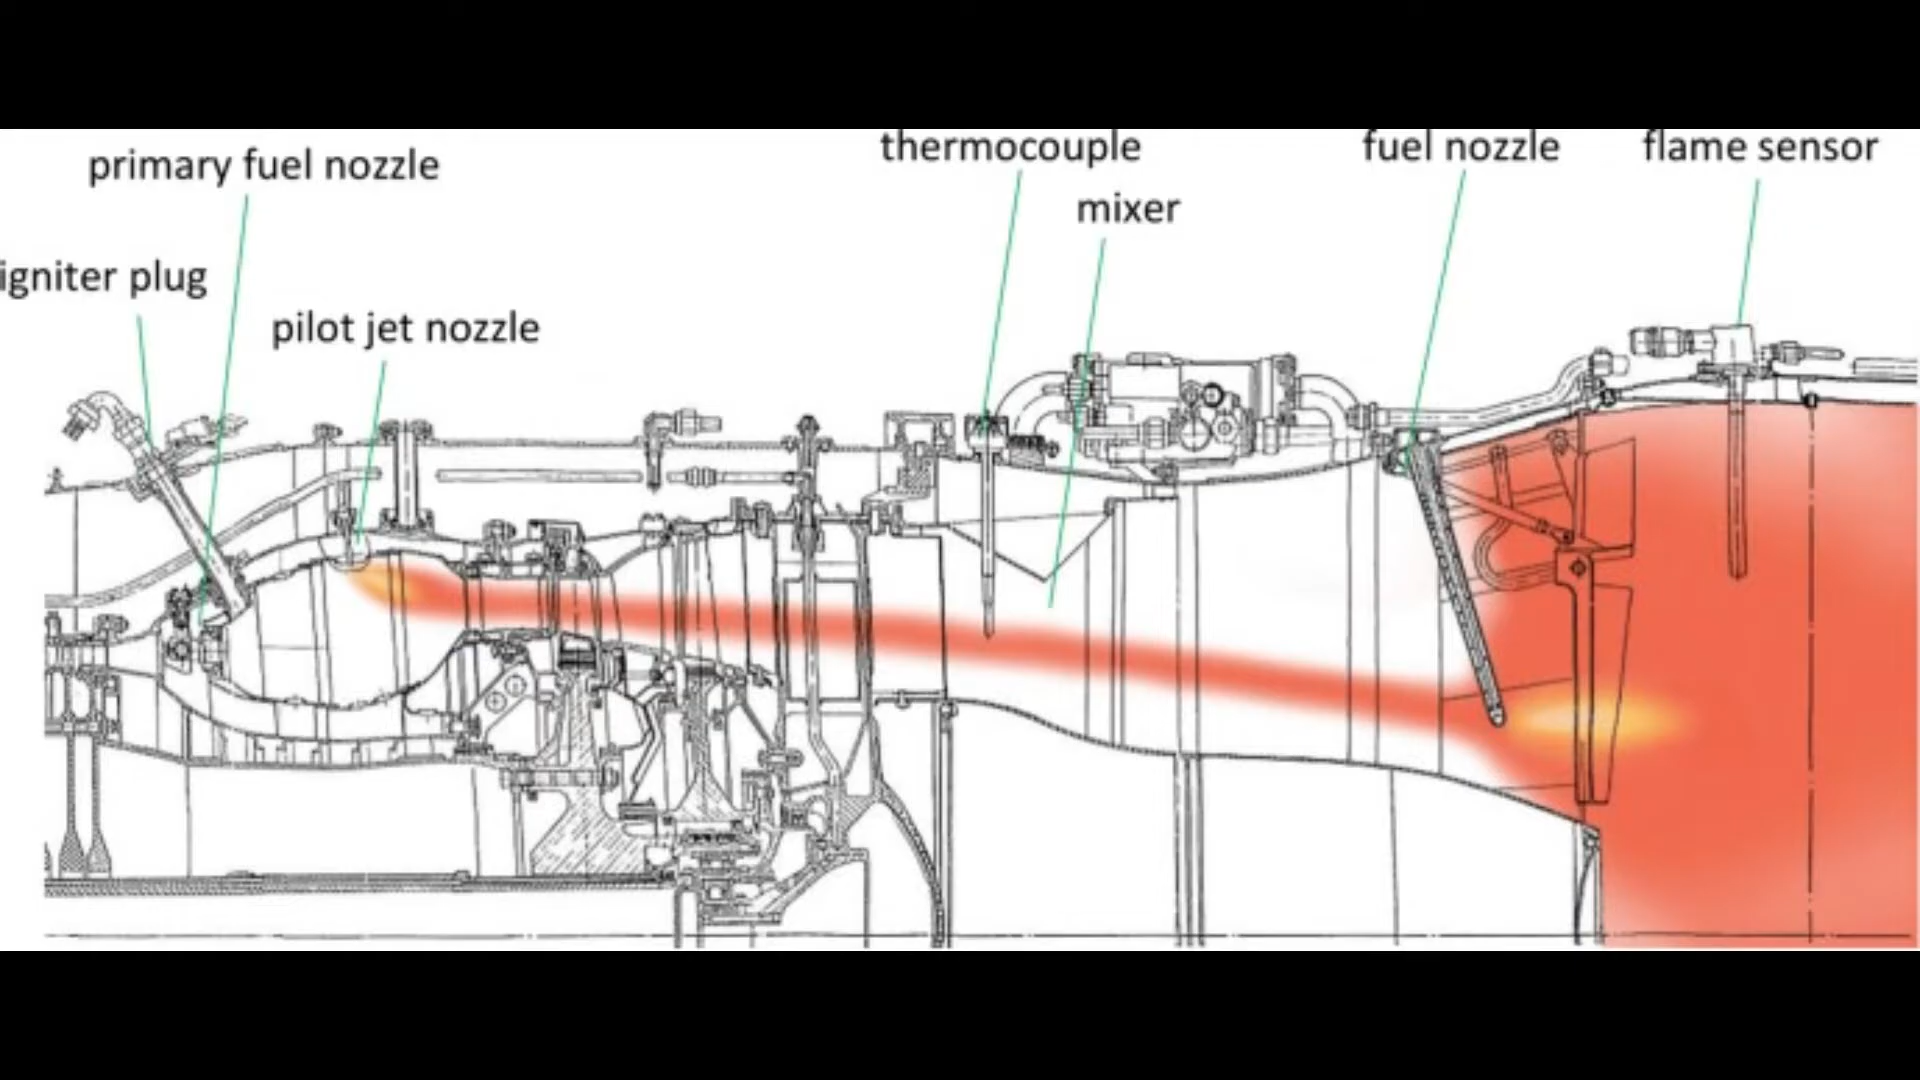 primary fuel nozzle
igniter plug
pilot jet nozzle
thermocouple
mixer
fuel nozzle
flame sensor